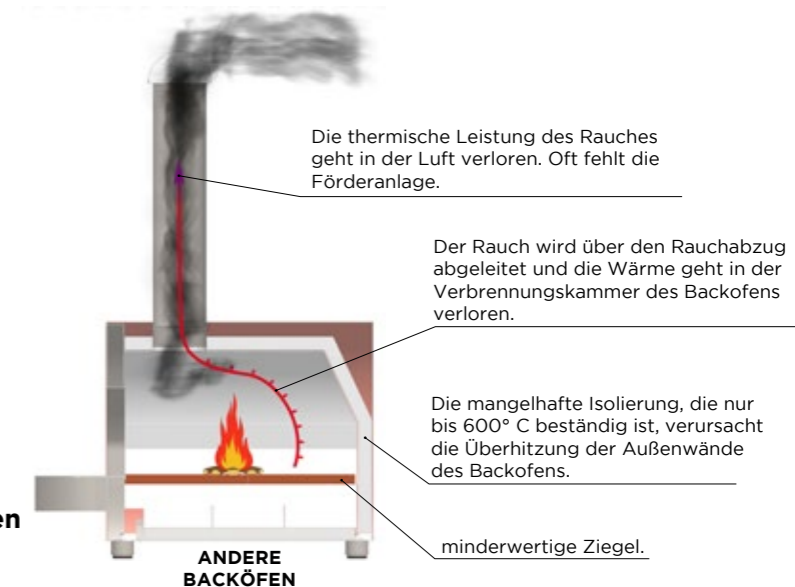 Die thermische Leistung des Rauches
geht in der Luft verloren. Oft fehlt die
Förderanlage.
Der Rauch wird über den Rauchabzug
abgeleitet und die Wärme geht in der
Verbrennungskammer des Backofens
verloren.
Die mangelhafte Isolierung, die nur
bis 600° C beständig ist, verursacht
die Überhitzung der Außenwände
des Backofens.
minderwertige Ziegel.
en
ANDERE
BACKÖFEN